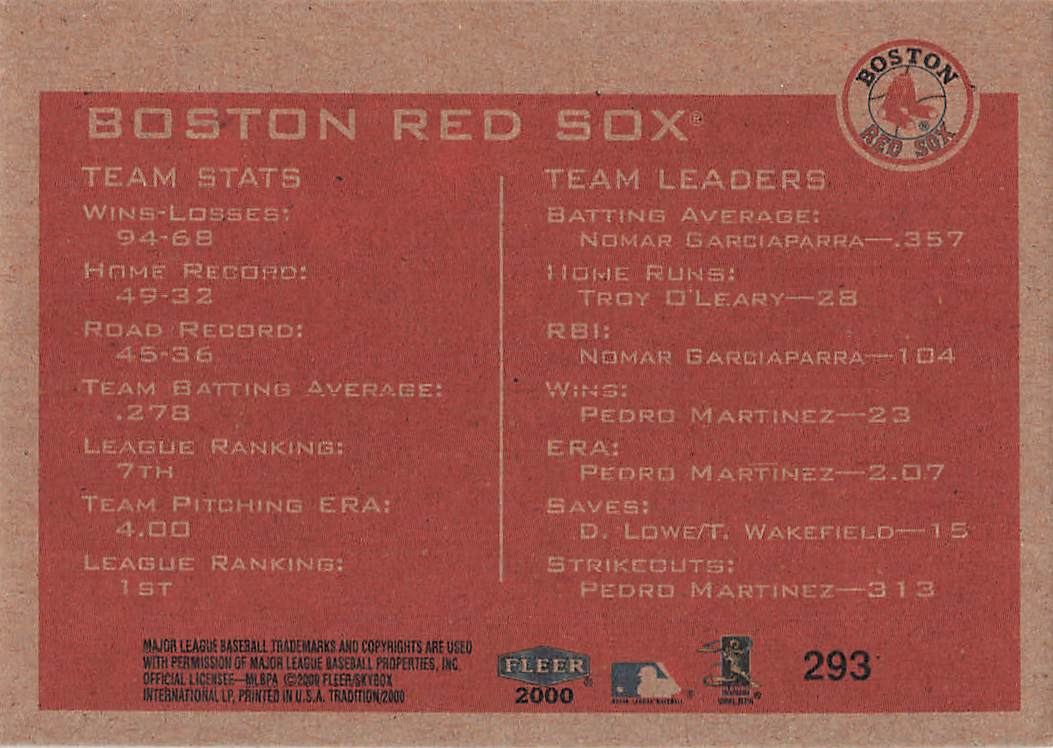 BOSTON RED SOX®
BOSTON
RED SOX
®
TEAM STATS
WINS-LOSSES:
94-68
HOME RECORD:
49-32
ROAD RECORD:
45-36
TEAM BATTING AVERAGE:
.278
LEAGUE RANKING:
7TH
TEAM PITCHING ERA:
4.00
LEAGUE RANKING:
1ST
TEAM LEADERS
BATTING AVERAGE:
NOMAR GARCIAPARRA—.357
HOME RUNS:
TROY O'LEARY—28
RBI:
NOMAR GARCIAPARRA—104
WINS:
PEDRO MARTINEZ—23
ERA:
PEDRO MARTINEZ—2.07
SAVES:
D. LOWE/T. WAKEFIELD—15
STRIKEOUTS:
PEDRO MARTINEZ—313
MAJOR LEAGUE BASEBALL TRADEMARKS AND COPYRIGHTS ARE USED
WITH PERMISSION OF MAJOR LEAGUE BASEBALL PROPERTIES, INC.
OFFICIAL LICENSEE—MLBPA ©2000 FLEER/SKYBOX
INTERNATIONAL LP, PRINTED IN U.S.A. TRADITION/2000
FLEER®
2000
MAJOR LEAGUE BASEBALL®
293